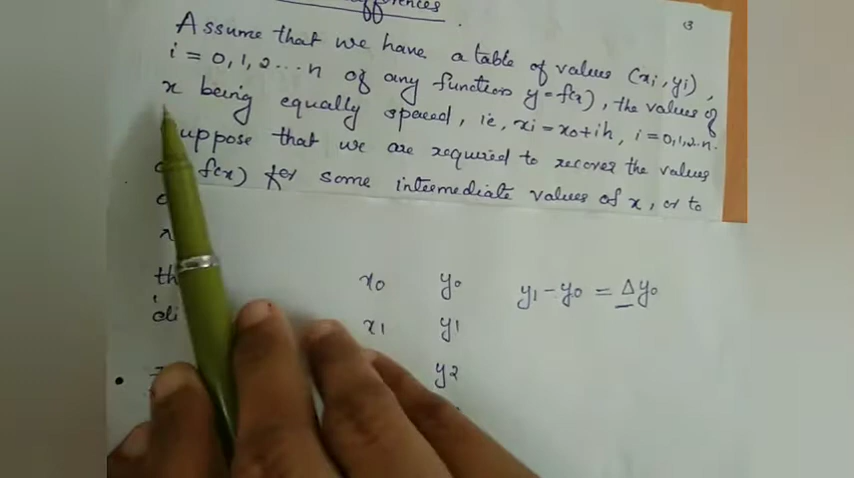 13
Assume that we have a table of values (xi, yi),
i = 0, 1, 2 ... n of any function y = f(x), the values of
x being equally spaced, ie, xi = x0 + ih, i = 0,1,2..n.
uppose that we are required to recover the values
f(x) for some intermediate values of x, or to
th
x0 y0 y1 - y0 = Δy0
x1 y1
y2